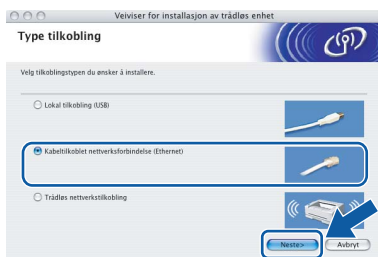 Veiviser for installasjon av trådløs enhet
Type tilkobling
Velg tilkoblingstypen du ønsker å installere.
Lokal tilkobling (USB)
Kabeltilkoblet nettverksforbindelse (Ethernet)
Trådløs nettverkstilkobling
Neste>
Avbryt